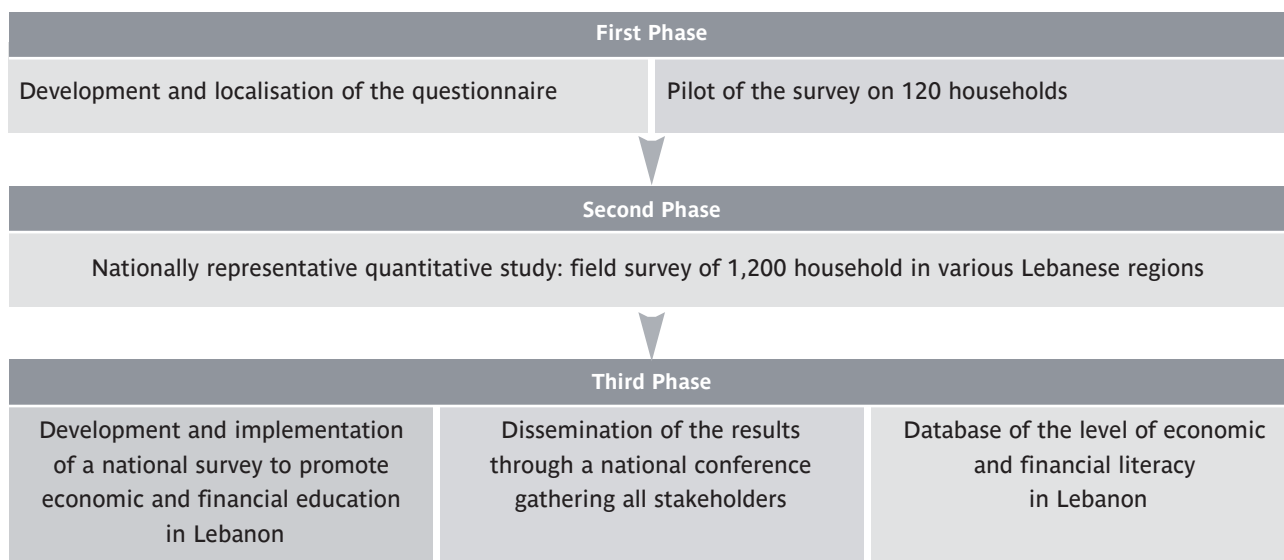 First Phase
Development and localisation of the questionnaire
Pilot of the survey on 120 households
Second Phase
Nationally representative quantitative study: field survey of 1,200 household in various Lebanese regions
Third Phase
Development and implementation
of a national survey to promote
economic and financial education
in Lebanon
Dissemination of the results
through a national conference
gathering all stakeholders
Database of the level of economic
and financial literacy
in Lebanon